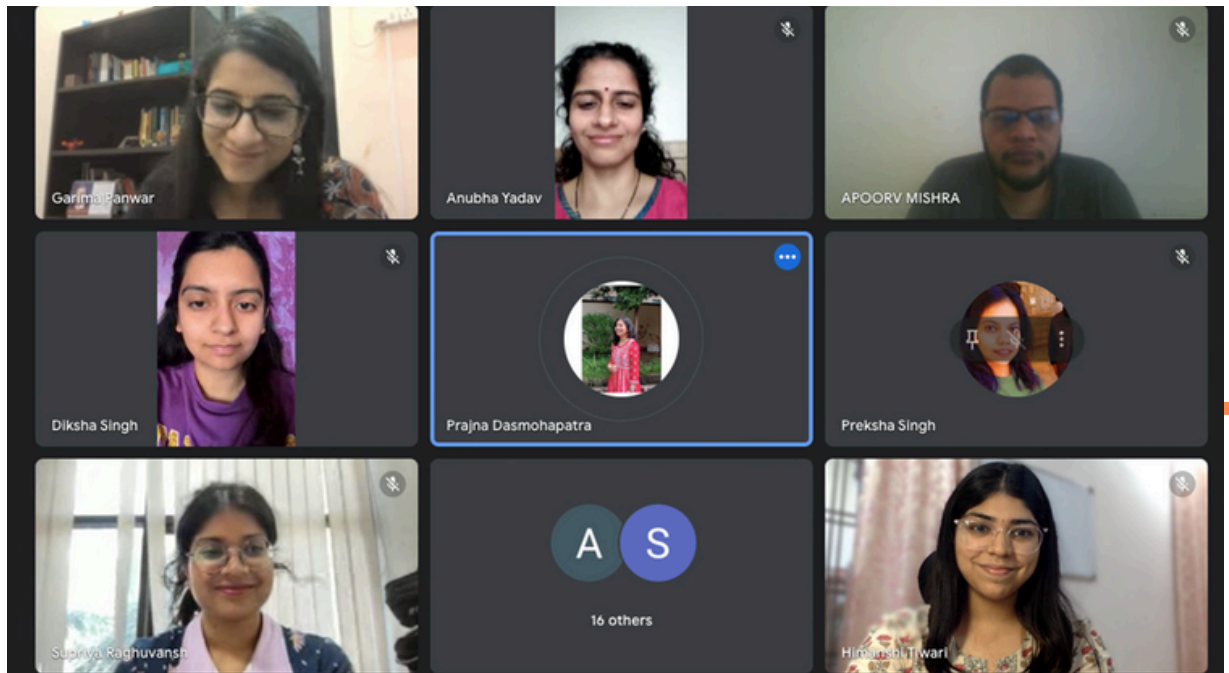 Garima Panwar
Anubha Yadav
APOORV MISHRA
Diksha Singh
Prajna Dasmohapatra
Preksha Singh
Supriya Raghuvansh
A S
16 others
Himanshi Tiwari